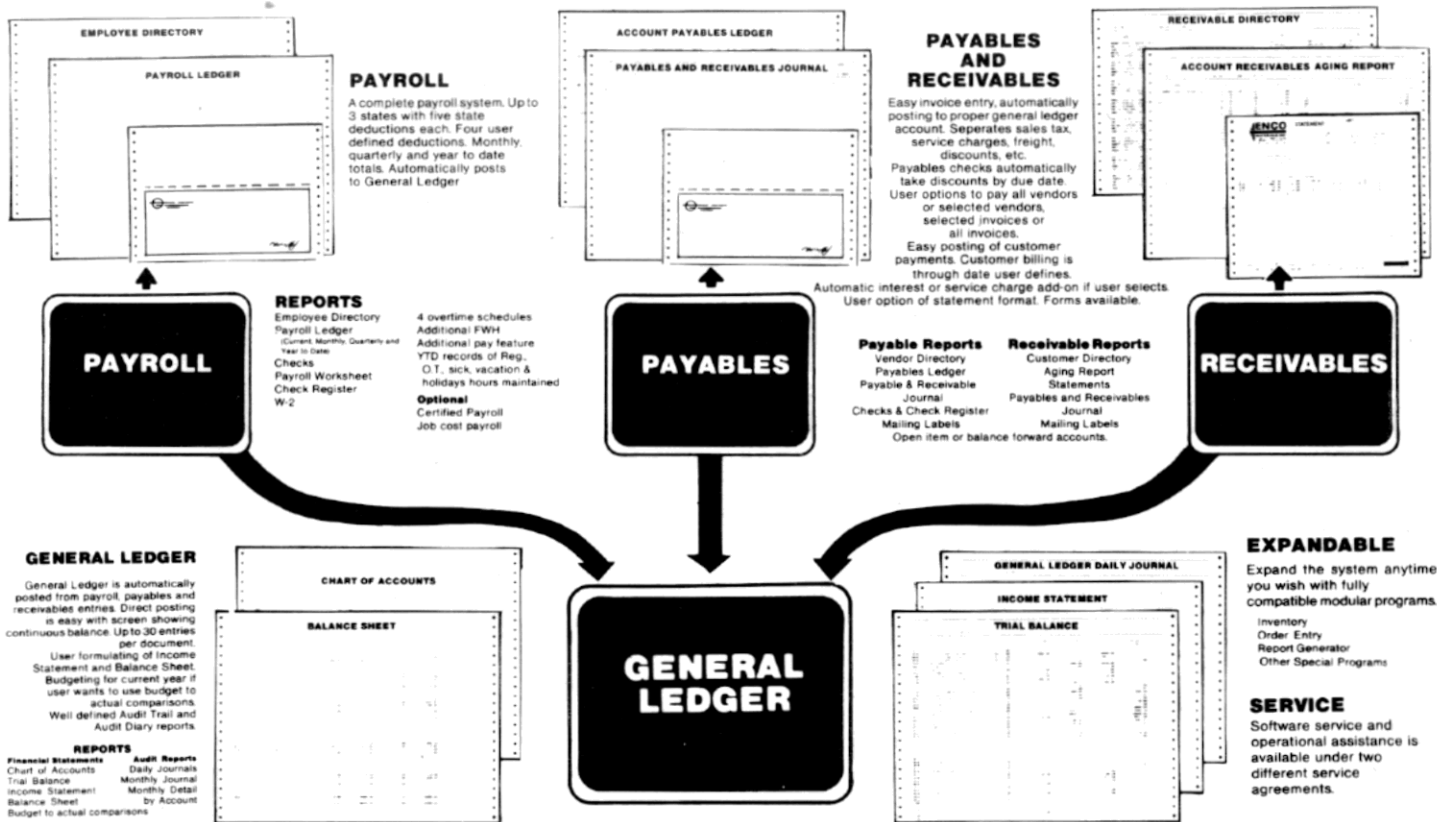 EMPLOYEE DIRECTORY
PAYROLL LEDGER
PAYROLL
A complete payroll system. Up to
3 states with five state
deductions each. Four user
defined deductions. Monthly,
quarterly and year to date
totals. Automatically posts
to General Ledger
ACCOUNT PAYABLES LEDGER
PAYABLES AND RECEIVABLES JOURNAL
PAYABLES
AND
RECEIVABLES
Easy invoice entry, automatically
posting to proper general ledger
account. Seperates sales tax,
service charges, freight,
discounts, etc.
Payables checks automatically
take discounts by due date.
User options to pay all vendors
or selected vendors,
selected invoices or
all invoices.
Easy posting of customer
payments. Customer billing is
through date user defines.
Automatic interest or service charge add-on if user selects.
User option of statement format. Forms available.
RECEIVABLE DIRECTORY
ACCOUNT RECEIVABLES AGING REPORT
JENCO STATEMENT
PAYROLL
REPORTS
Employee Directory
Payroll Ledger
(Current, Monthly, Quarterly and
Year to Date)
Checks
Payroll Worksheet
Check Register
W-2
4 overtime schedules
Additional FWH
Additional pay feature
YTD records of Reg.,
O.T., sick, vacation &
holidays hours maintained
Optional
Certified Payroll
Job cost payroll
PAYABLES
Payable Reports
Vendor Directory
Payables Ledger
Payable & Receivable
Journal
Checks & Check Register
Mailing Labels
Receivable Reports
Customer Directory
Aging Report
Statements
Payables and Receivables
Journal
Mailing Labels
Open item or balance forward accounts.
RECEIVABLES
GENERAL LEDGER
General Ledger is automatically
posted from payroll, payables and
receivables entries. Direct posting
is easy with screen showing
continuous balance. Up to 30 entries
per document.
User formulating of Income
Statement and Balance Sheet.
Budgeting for current year if
user wants to use budget to
actual comparisons.
Well defined Audit Trail and
Audit Diary reports.
REPORTS
Financial Statements
Chart of Accounts
Trial Balance
Income Statement
Balance Sheet
Budget to actual comparisons
Audit Reports
Daily Journals
Monthly Journal
Monthly Detail
by Account
CHART OF ACCOUNTS
BALANCE SHEET
GENERAL
LEDGER
GENERAL LEDGER DAILY JOURNAL
INCOME STATEMENT
TRIAL BALANCE
EXPANDABLE
Expand the system anytime
you wish with fully
compatible modular programs.
Inventory
Order Entry
Report Generator
Other Special Programs
SERVICE
Software service and
operational assistance is
available under two
different service
agreements.